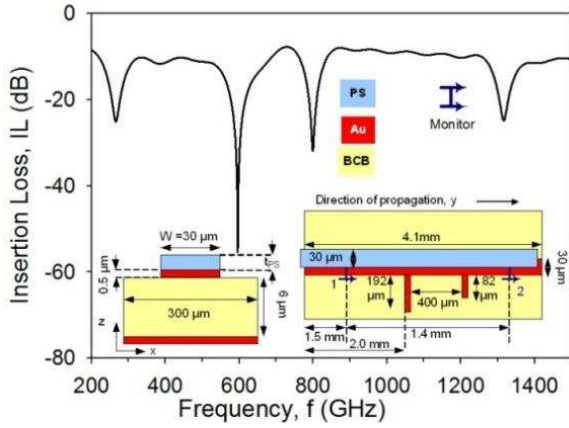 0
-20
-40
-60
-80
Insertion Loss, IL (dB)
PS
Au
BCB
Monitor
Direction of propagation, y
W =30 µm
4.1mm
tPS
0.5 µm
6 µm
300 µm
z
x
30 µm
30 µm
1
2
192
µm
400 µm
82
µm
1.5 mm
1.4 mm
2.0 mm
200 400 600 800 1000 1200 1400
Frequency, f (GHz)